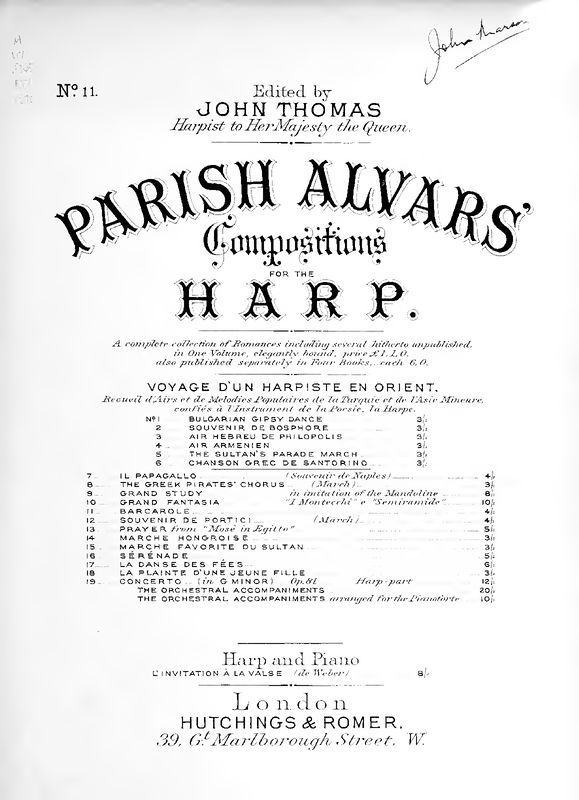 John Marson
Nº 11.
Edited by
JOHN THOMAS
Harpist to Her Majesty the Queen.
PARISH ALVARS'
Compositions
FOR THE
HARP.
A complete collection of Romances including several hitherto unpublished,
in One Volume, elegantly bound, price £1,1,0.
also published separately in Four Books,.. each 6,0.
VOYAGE D'UN HARPISTE EN ORIENT.
Recueil d'Airs et de Melodies Populaires de la Turquie et de l'Asie Mineure,
confiés à l'Instrument de la Poesie, la Harpe.
Nº 1 BULGARIAN GIPSY DANCE 3/-
2 SOUVENIR DE BOSPHORE 3/-
3 AIR HEBREU DE PHILOPOLIS 3/-
4 AIR ARMENIEN 3/-
5 THE SULTAN'S PARADE MARCH 3/-
6 CHANSON GREC DE SANTORINO 3/-
7 IL PAPAGALLO (Souvenir de Naples) 4/-
8 THE GREEK PIRATES' CHORUS (March) 3/-
9 GRAND STUDY in imitation of the Mandoline 8/-
10 GRAND FANTASIA "I Montecchi" e "Semiramide" 10/-
11 BARCAROLE 4/-
12 SOUVENIR DE PORTICI (March) 4/-
13 PRAYER from "Mosè in Egitto" 5/-
14 MARCHE HONGROISE 3/-
15 MARCHE FAVORITE DU SULTAN 3/-
16 SÉRÉNADE 5/-
17 LA DANSE DES FÉES 6/-
18 LA PLAINTE D'UNE JEUNE FILLE 3/-
19 CONCERTO (in G MINOR) Op. 81 Harp-part 12/-
THE ORCHESTRAL ACCOMPANIMENTS 20/-
THE ORCHESTRAL ACCOMPANIMENTS arranged for the Pianoforte 10/-
Harp and Piano
L'INVITATION À LA VALSE (de Weber) 8/-
London
HUTCHINGS & ROMER,
39, Gt. Marlborough Street, W.